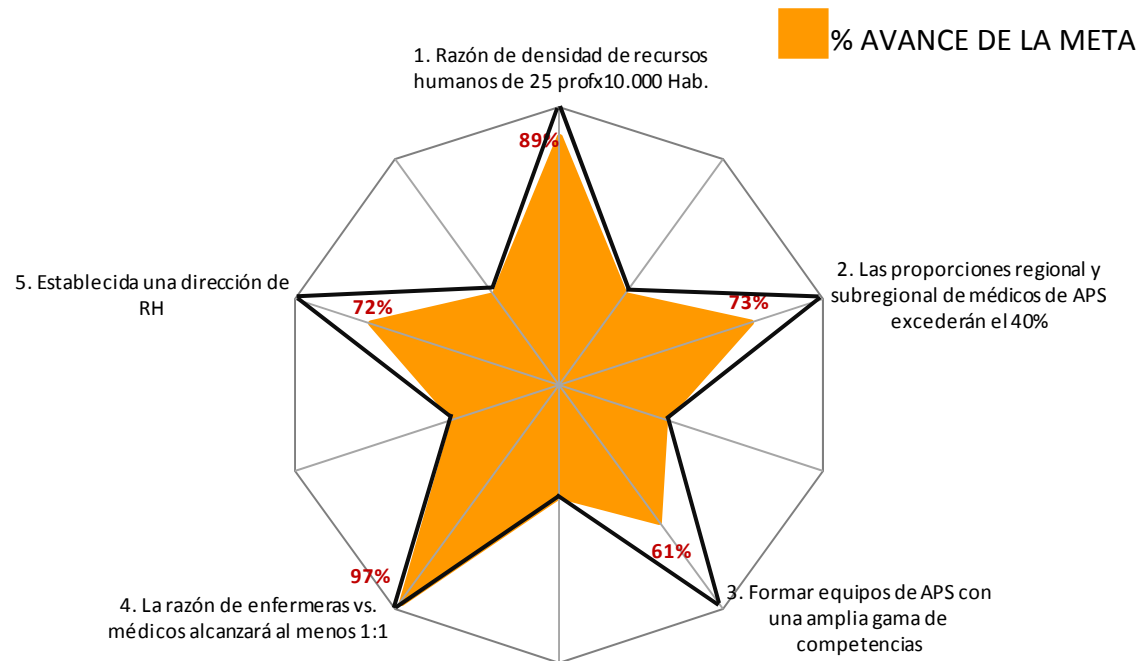 % AVANCE DE LA META
1. Razón de densidad de recursos
humanos de 25 profx10.000 Hab.
89%
2. Las proporciones regional y
subregional de médicos de APS
excederán el 40%
73%
3. Formar equipos de APS con
una amplia gama de
competencias
61%
4. La razón de enfermeras vs.
médicos alcanzará al menos 1:1
97%
5. Establecida una dirección de
RH
72%